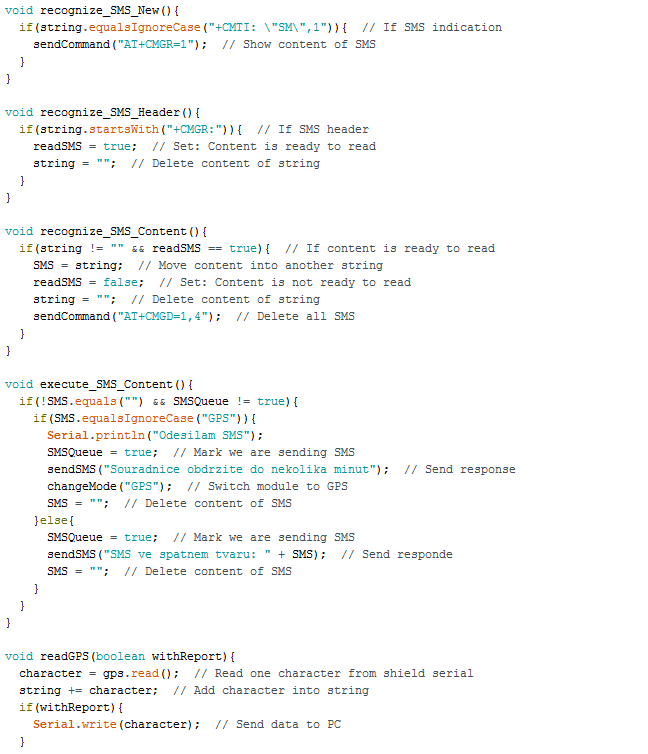 void recognize_SMS_New(){
  if(string.equalsIgnoreCase("+CMTI: \"SM\",1")){  // If SMS indication
    sendCommand("AT+CMGR=1");  // Show content of SMS
  }
}

void recognize_SMS_Header(){
  if(string.startsWith("+CMGR:")){  // If SMS header
    readSMS = true;  // Set: Content is ready to read
    string = "";  // Delete content of string
  }
}

void recognize_SMS_Content(){
  if(string != "" && readSMS == true){  // If content is ready to read
    SMS = string;  // Move content into another string
    readSMS = false;  // Set: Content is not ready to read
    string = "";  // Delete content of string
    sendCommand("AT+CMGD=1,4");  // Delete all SMS
  }
}

void execute_SMS_Content(){
  if(!SMS.equals("") && SMSQueue != true){
    if(SMS.equalsIgnoreCase("GPS")){
      Serial.println("Odesilam SMS");
      SMSQueue = true;  // Mark we are sending SMS
      sendSMS("Souradnice obdrzite do nekolika minut");  // Send response
      changeMode("GPS");  // Switch module to GPS
      SMS = "";  // Delete content of SMS
    }else{
      SMSQueue = true;  // Mark we are sending SMS
      sendSMS("SMS ve spatnem tvaru: " + SMS);  // Send responde
      SMS = "";  // Delete content of SMS
    }
  }
}

void readGPS(boolean withReport){
  character = gps.read();  // Read one character from shield serial
  string += character;  // Add character into string
  if(withReport){
    Serial.write(character);  // Send data to PC
  }